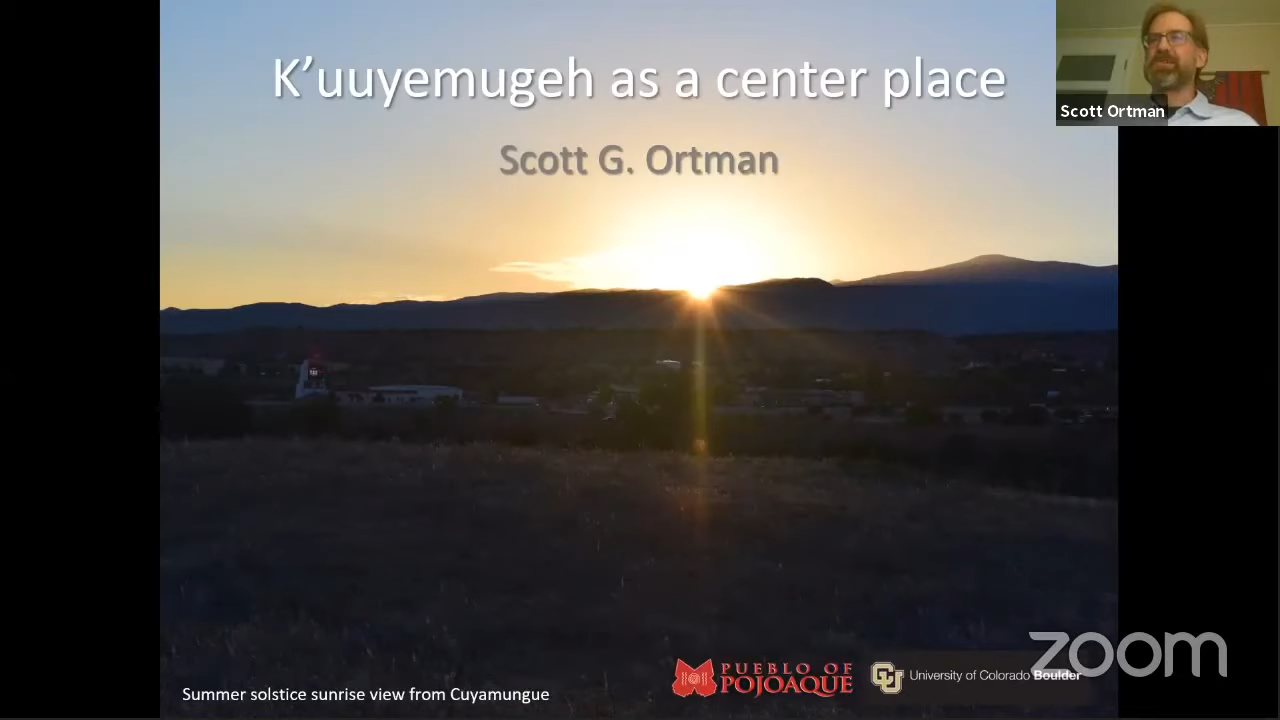 K’uuyemugeh as a center place
Scott G. Ortman
Scott Ortman
Summer solstice sunrise view from Cuyamungue
PUEBLO OF
POJOAQUE
CU
University of Colorado Boulder
zoom